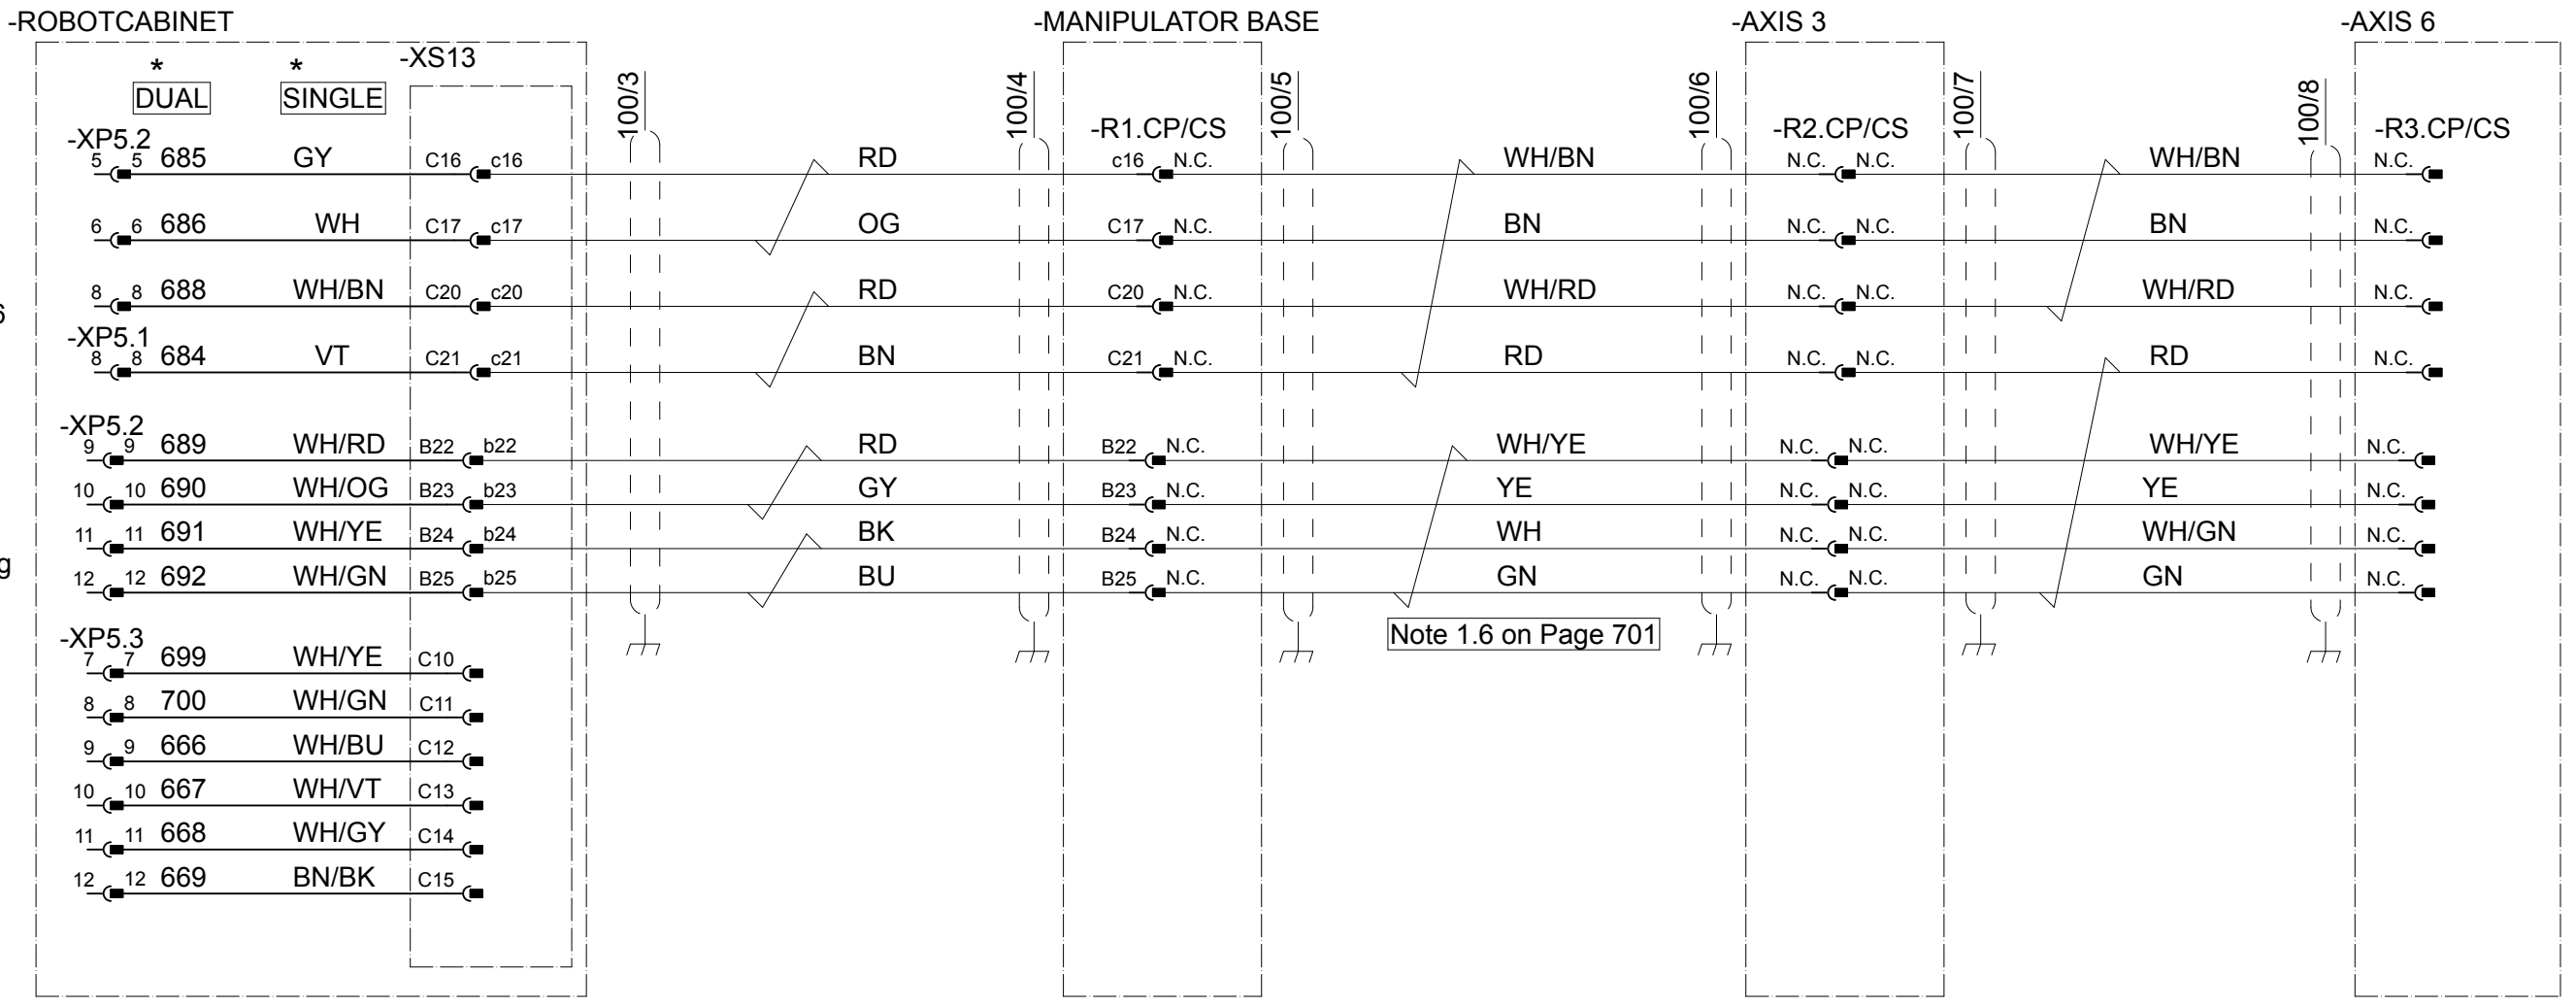 -ROBOTCABINET -MANIPULATOR BASE -AXIS 3 -AXIS 6
* * -XS13
DUAL SINGLE 100/3 100/4 100/5 100/6 100/7 100/8
-XP5.2 -R1.CP/CS -R2.CP/CS -R3.CP/CS
5 5 685 GY C16 c16 RD c16 N.C. WH/BN N.C. N.C. WH/BN N.C.
6 6 686 WH C17 c17 OG C17 N.C. BN N.C. N.C. BN N.C.
8 8 688 WH/BN C20 c20 RD C20 N.C. WH/RD N.C. N.C. WH/RD N.C.
6
-XP5.1
8 8 684 VT C21 c21 BN C21 N.C. RD N.C. N.C. RD N.C.
-XP5.2
9 9 689 WH/RD B22 b22 RD B22 N.C. WH/YE N.C. N.C. WH/YE N.C.
10 10 690 WH/OG B23 b23 GY B23 N.C. YE N.C. N.C. YE N.C.
11 11 691 WH/YE B24 b24 BK B24 N.C. WH N.C. N.C. WH/GN N.C.
g
12 12 692 WH/GN B25 b25 BU B25 N.C. GN N.C. N.C. GN N.C.
-XP5.3 Note 1.6 on Page 701
7 7 699 WH/YE C10
8 8 700 WH/GN C11
9 9 666 WH/BU C12
10 10 667 WH/VT C13
11 11 668 WH/GY C14
12 12 669 BN/BK C15